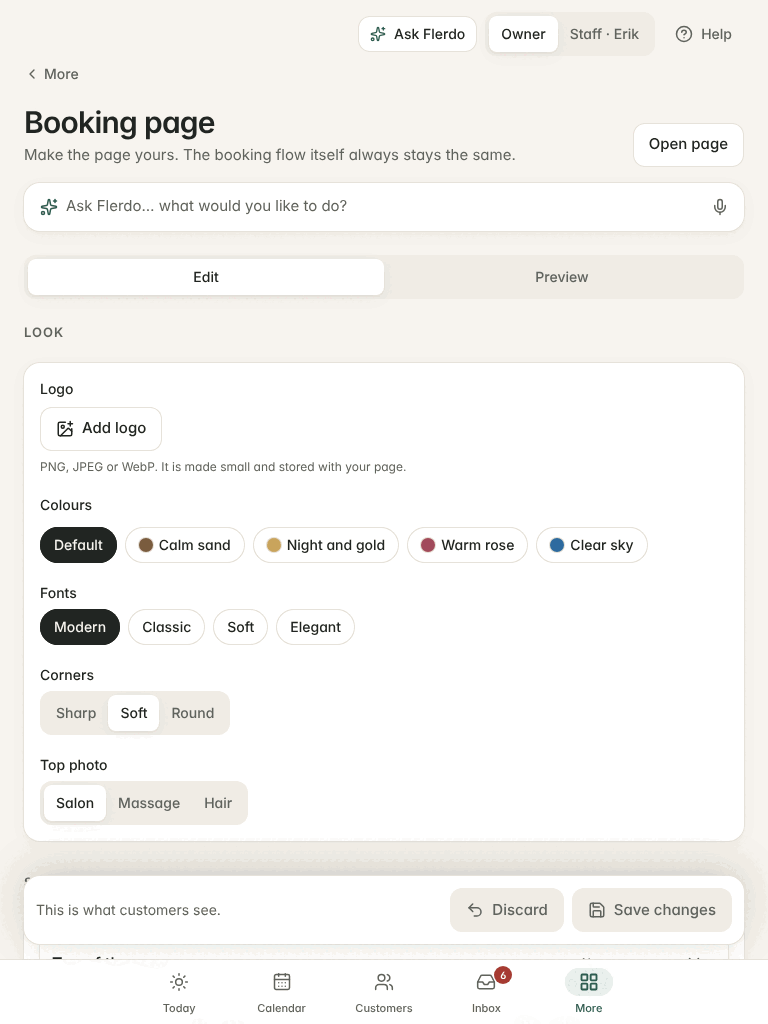 Ask Flerdo
Owner
Staff · Erik
Help
More
Booking page
Make the page yours. The booking flow itself always stays the same.
Open page
Ask Flerdo... what would you like to do?
Edit
Preview
LOOK
Logo
Add logo
PNG, JPEG or WebP. It is made small and stored with your page.
Colours
Default
Calm sand
Night and gold
Warm rose
Clear sky
Fonts
Modern
Classic
Soft
Elegant
Corners
Sharp
Soft
Round
Top photo
Salon
Massage
Hair
This is what customers see.
Discard
Save changes
6
Today
Calendar
Customers
Inbox
More